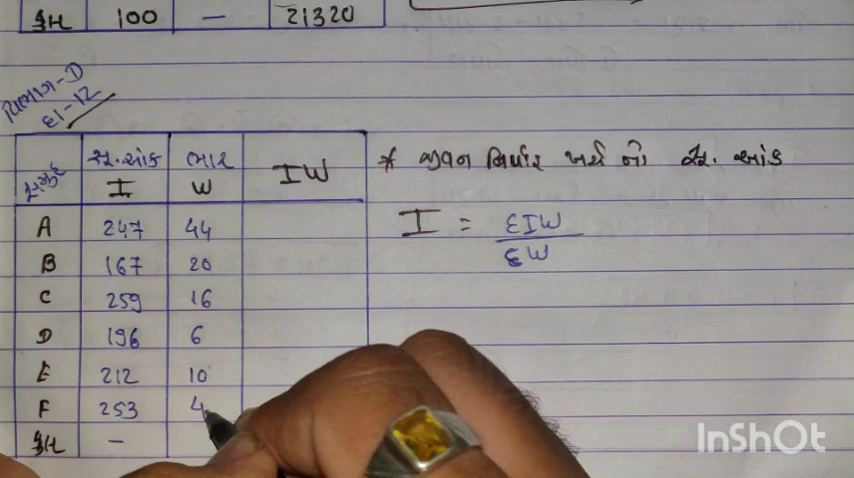 કુલ 100 — 21320
વિભાગ-D
દા-12
સમૂહ સૂ.આંક I ભાર W IW
A 247 44
B 167 20
C 259 16
D 196 6
E 212 10
F 253 4
કુલ —
* જીવન નિર્વાહ ખર્ચ નો સૂ. આંક
I = ΣIW
ΣW
InShOt